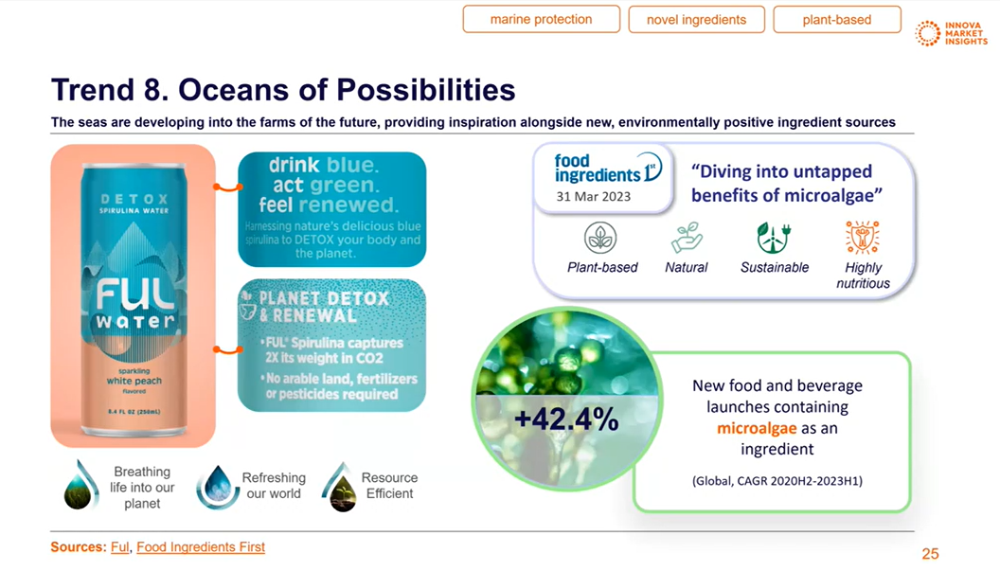 marine protection
novel ingredients
plant-based
INNOVA
MARKET
INSIGHTS
Trend 8. Oceans of Possibilities
The seas are developing into the farms of the future, providing inspiration alongside new, environmentally positive ingredient sources
DETOX
SPIRULINA WATER
FUL
water
sparkling
white peach
flavored
8.4 FL OZ (250mL)
drink blue.
act green.
feel renewed.
Harnessing nature's delicious blue
spirulina to DETOX your body and
the planet.
PLANET DETOX
& RENEWAL
•FUL® Spirulina captures
2X its weight in CO2
•No arable land, fertilizers
or pesticides required
Breathing
life into our
planet
Refreshing
our world
Resource
Efficient
food
ingredients 1st
31 Mar 2023
“Diving into untapped
benefits of microalgae”
Plant-based
Natural
Sustainable
Highly
nutritious
+42.4%
New food and beverage
launches containing
microalgae as an
ingredient
(Global, CAGR 2020H2-2023H1)
Sources: Ful, Food Ingredients First
25